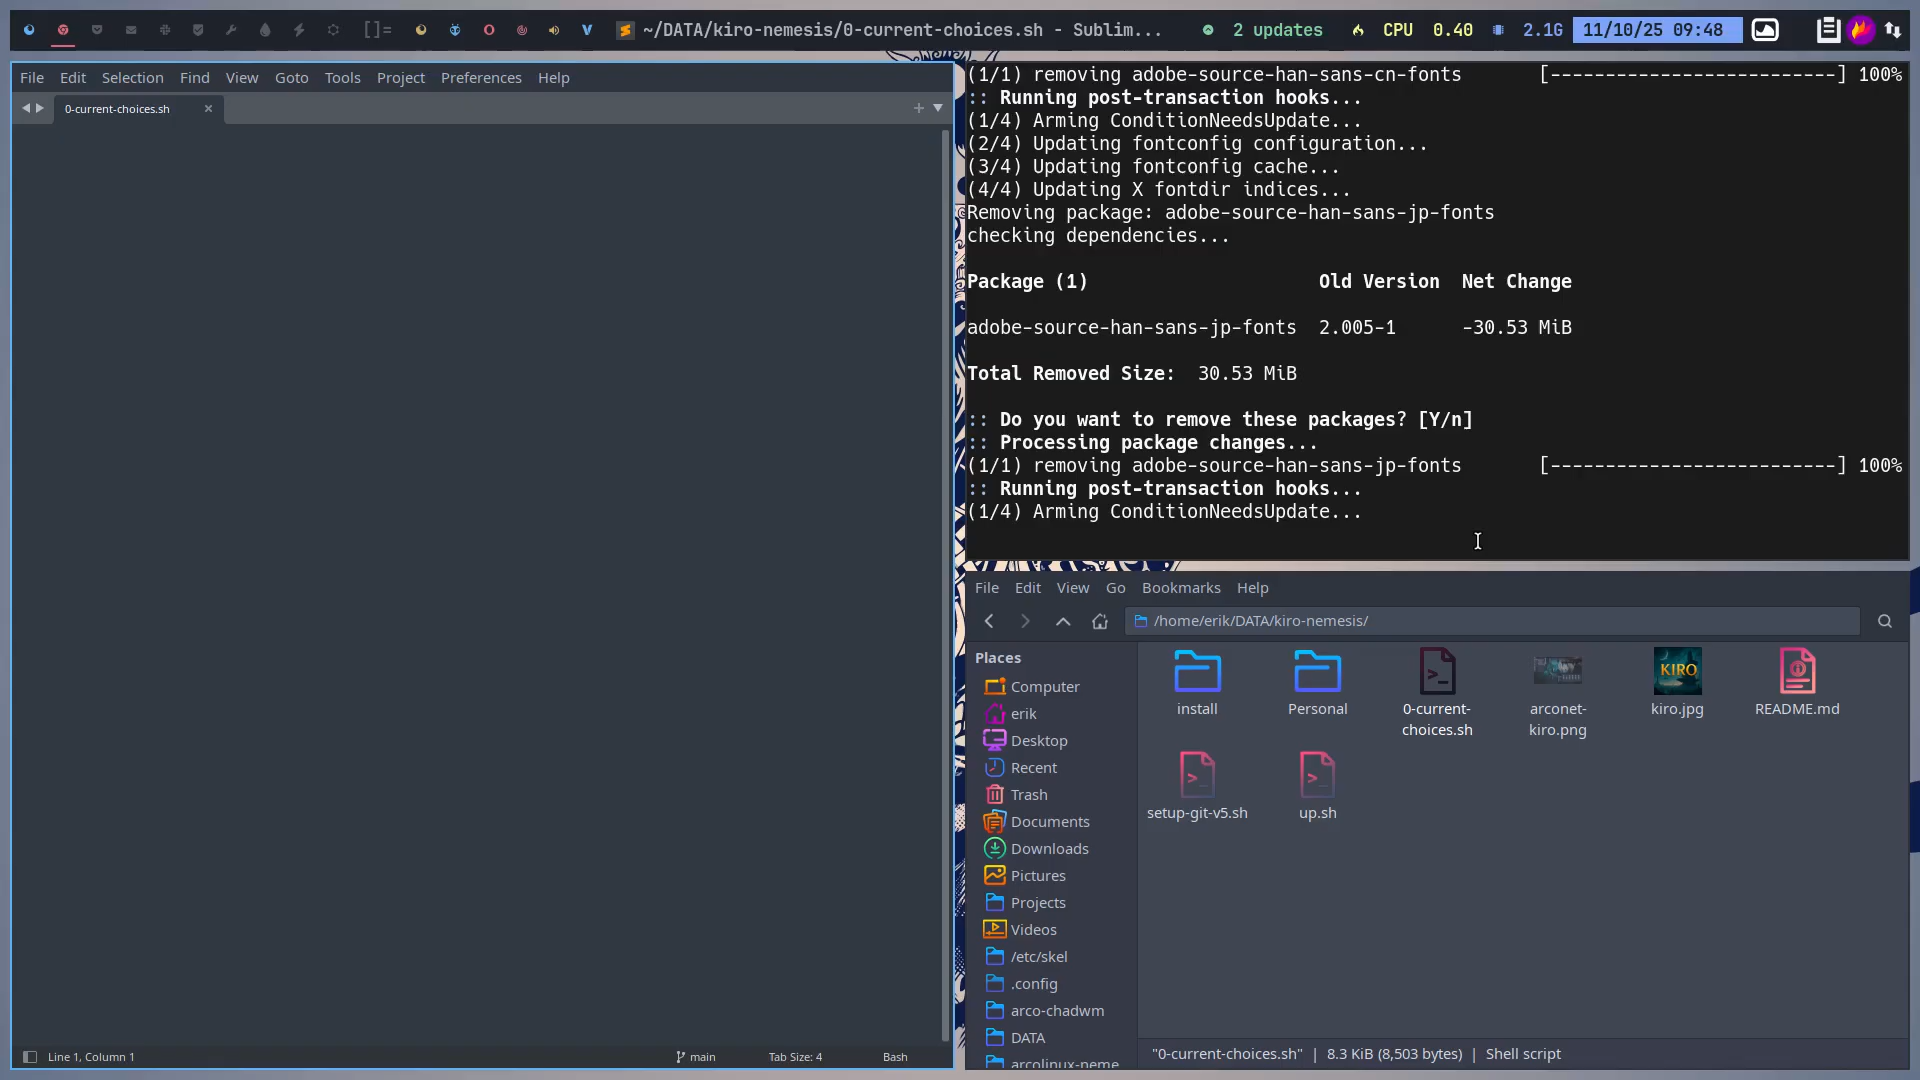 []=
V
~/DATA/kiro-nemesis/0-current-choices.sh - Sublim...
2 updates
CPU 0.40
2.1G
11/10/25 09:48
File Edit Selection Find View Goto Tools Project Preferences Help
0-current-choices.sh
Line 1, Column 1
main
Tab Size: 4
Bash
(1/1) removing adobe-source-han-sans-cn-fonts [--------------------------] 100%
:: Running post-transaction hooks...
(1/4) Arming ConditionNeedsUpdate...
(2/4) Updating fontconfig configuration...
(3/4) Updating fontconfig cache...
(4/4) Updating X fontdir indices...
Removing package: adobe-source-han-sans-jp-fonts
checking dependencies...
Package (1) Old Version Net Change
adobe-source-han-sans-jp-fonts 2.005-1 -30.53 MiB
Total Removed Size: 30.53 MiB
:: Do you want to remove these packages? [Y/n]
:: Processing package changes...
(1/1) removing adobe-source-han-sans-jp-fonts [--------------------------] 100%
:: Running post-transaction hooks...
(1/4) Arming ConditionNeedsUpdate...
File Edit View Go Bookmarks Help
/home/erik/DATA/kiro-nemesis/
Places
Computer
erik
Desktop
Recent
Trash
Documents
Downloads
Pictures
Projects
Videos
/etc/skel
.config
arco-chadwm
DATA
arcolinux-neme
install
Personal
0-current-
choices.sh
arconet-
kiro.png
KIRO
kiro.jpg
README.md
setup-git-v5.sh
up.sh
"0-current-choices.sh" | 8.3 KiB (8,503 bytes) | Shell script